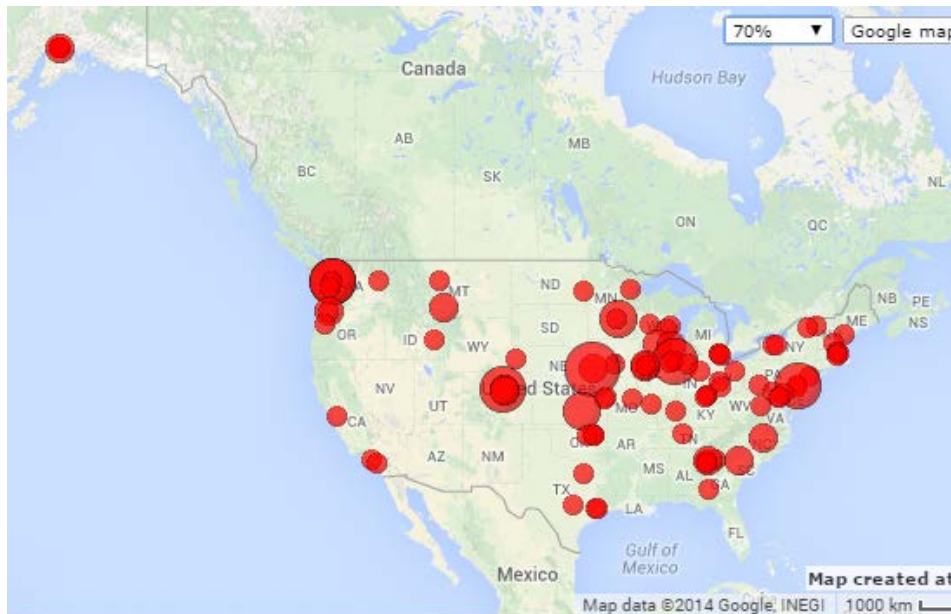 70% ▼
Google map
Canada
Hudson Bay
AB
MB
BC
SK
NL
ON
QC
NB
PE
MT
ND
MN
ME
NS
OR
ID
SD
MI
NY
WY
NE
PA
NV
United States
IN
UT
MO
KY
WV
VA
CA
AZ
NM
AR
TN
NC
MS
AL
SC
TX
GA
LA
FL
Gulf of
Mexico
Mexico
Map created at
Map data ©2014 Google, INEGI
1000 km